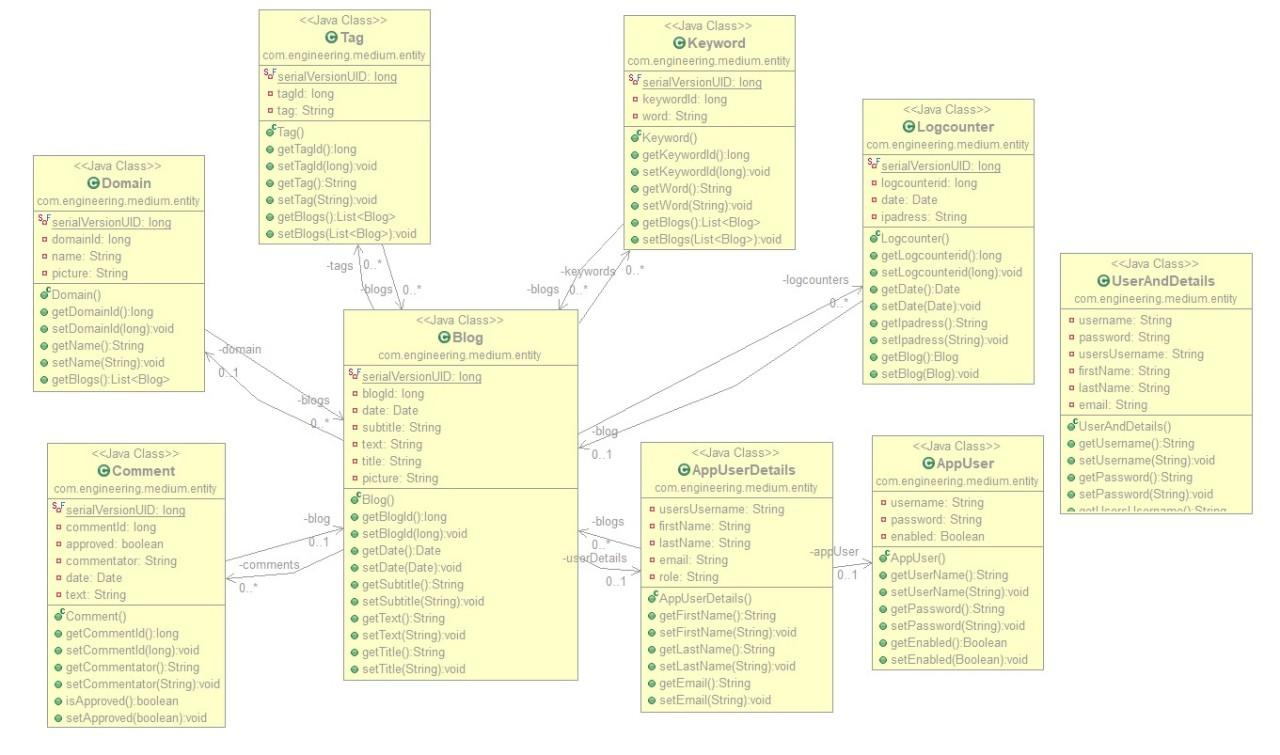 <<Java Class>>
Tag
com.engineering.medium.entity
serialVersionUID: long
tagId: long
tag: String
Tag()
getTagId():long
setTagId(long):void
getTag():String
setTag(String):void
getBlogs():List<Blog>
setBlogs(List<Blog>):void
<<Java Class>>
Keyword
com.engineering.medium.entity
serialVersionUID: long
keywordId: long
word: String
Keyword()
getKeywordId():long
setKeywordId(long):void
getWord():String
setWord(String):void
getBlogs():List<Blog>
setBlogs(List<Blog>):void
<<Java Class>>
Logcounter
com.engineering.medium.entity
serialVersionUID: long
logcounterid: long
date: Date
ipadress: String
Logcounter()
getLogcounterid():long
setLogcounterid(long):void
getDate():Date
setDate(Date):void
getIpadress():String
setIpadress(String):void
getBlog():Blog
setBlog(Blog):void
<<Java Class>>
Domain
com.engineering.medium.entity
serialVersionUID: long
domainId: long
name: String
picture: String
Domain()
getDomainId():long
setDomainId(long):void
getName():String
setName(String):void
getBlogs():List<Blog>
<<Java Class>>
UserAndDetails
com.engineering.medium.entity
username: String
password: String
usersUsername: String
firstName: String
lastName: String
email: String
UserAndDetails()
getUsername():String
setUsername(String):void
getPassword():String
setPassword(String):void
getUsersUsername():String
-tags
0..*
-blogs
0..*
-keywords
0..*
-blogs
0..*
-logcounters
0..*
-domain
0..1
-blogs
0..*
-blog
0..1
<<Java Class>>
Blog
com.engineering.medium.entity
serialVersionUID: long
blogId: long
date: Date
subtitle: String
text: String
title: String
picture: String
Blog()
getBlogId():long
setBlogId(long):void
getDate():Date
setDate(Date):void
getSubtitle():String
setSubtitle(String):void
getText():String
setText(String):void
getTitle():String
setTitle(String):void
<<Java Class>>
Comment
com.engineering.medium.entity
serialVersionUID: long
commentId: long
approved: boolean
commentator: String
date: Date
text: String
Comment()
getCommentId():long
setCommentId(long):void
getCommentator():String
setCommentator(String):void
isApproved():boolean
setApproved(boolean):void
-blog
0..1
-comments
0..*
-blogs
0..*
-userDetails
0..1
<<Java Class>>
AppUserDetails
com.engineering.medium.entity
usersUsername: String
firstName: String
lastName: String
email: String
role: String
AppUserDetails()
getFirstName():String
setFirstName(String):void
getLastName():String
setLastName(String):void
getEmail():String
setEmail(String):void
-appUser
0..1
<<Java Class>>
AppUser
com.engineering.medium.entity
username: String
password: String
enabled: Boolean
AppUser()
getUserName():String
setUserName(String):void
getPassword():String
setPassword(String):void
getEnabled():Boolean
setEnabled(Boolean):void